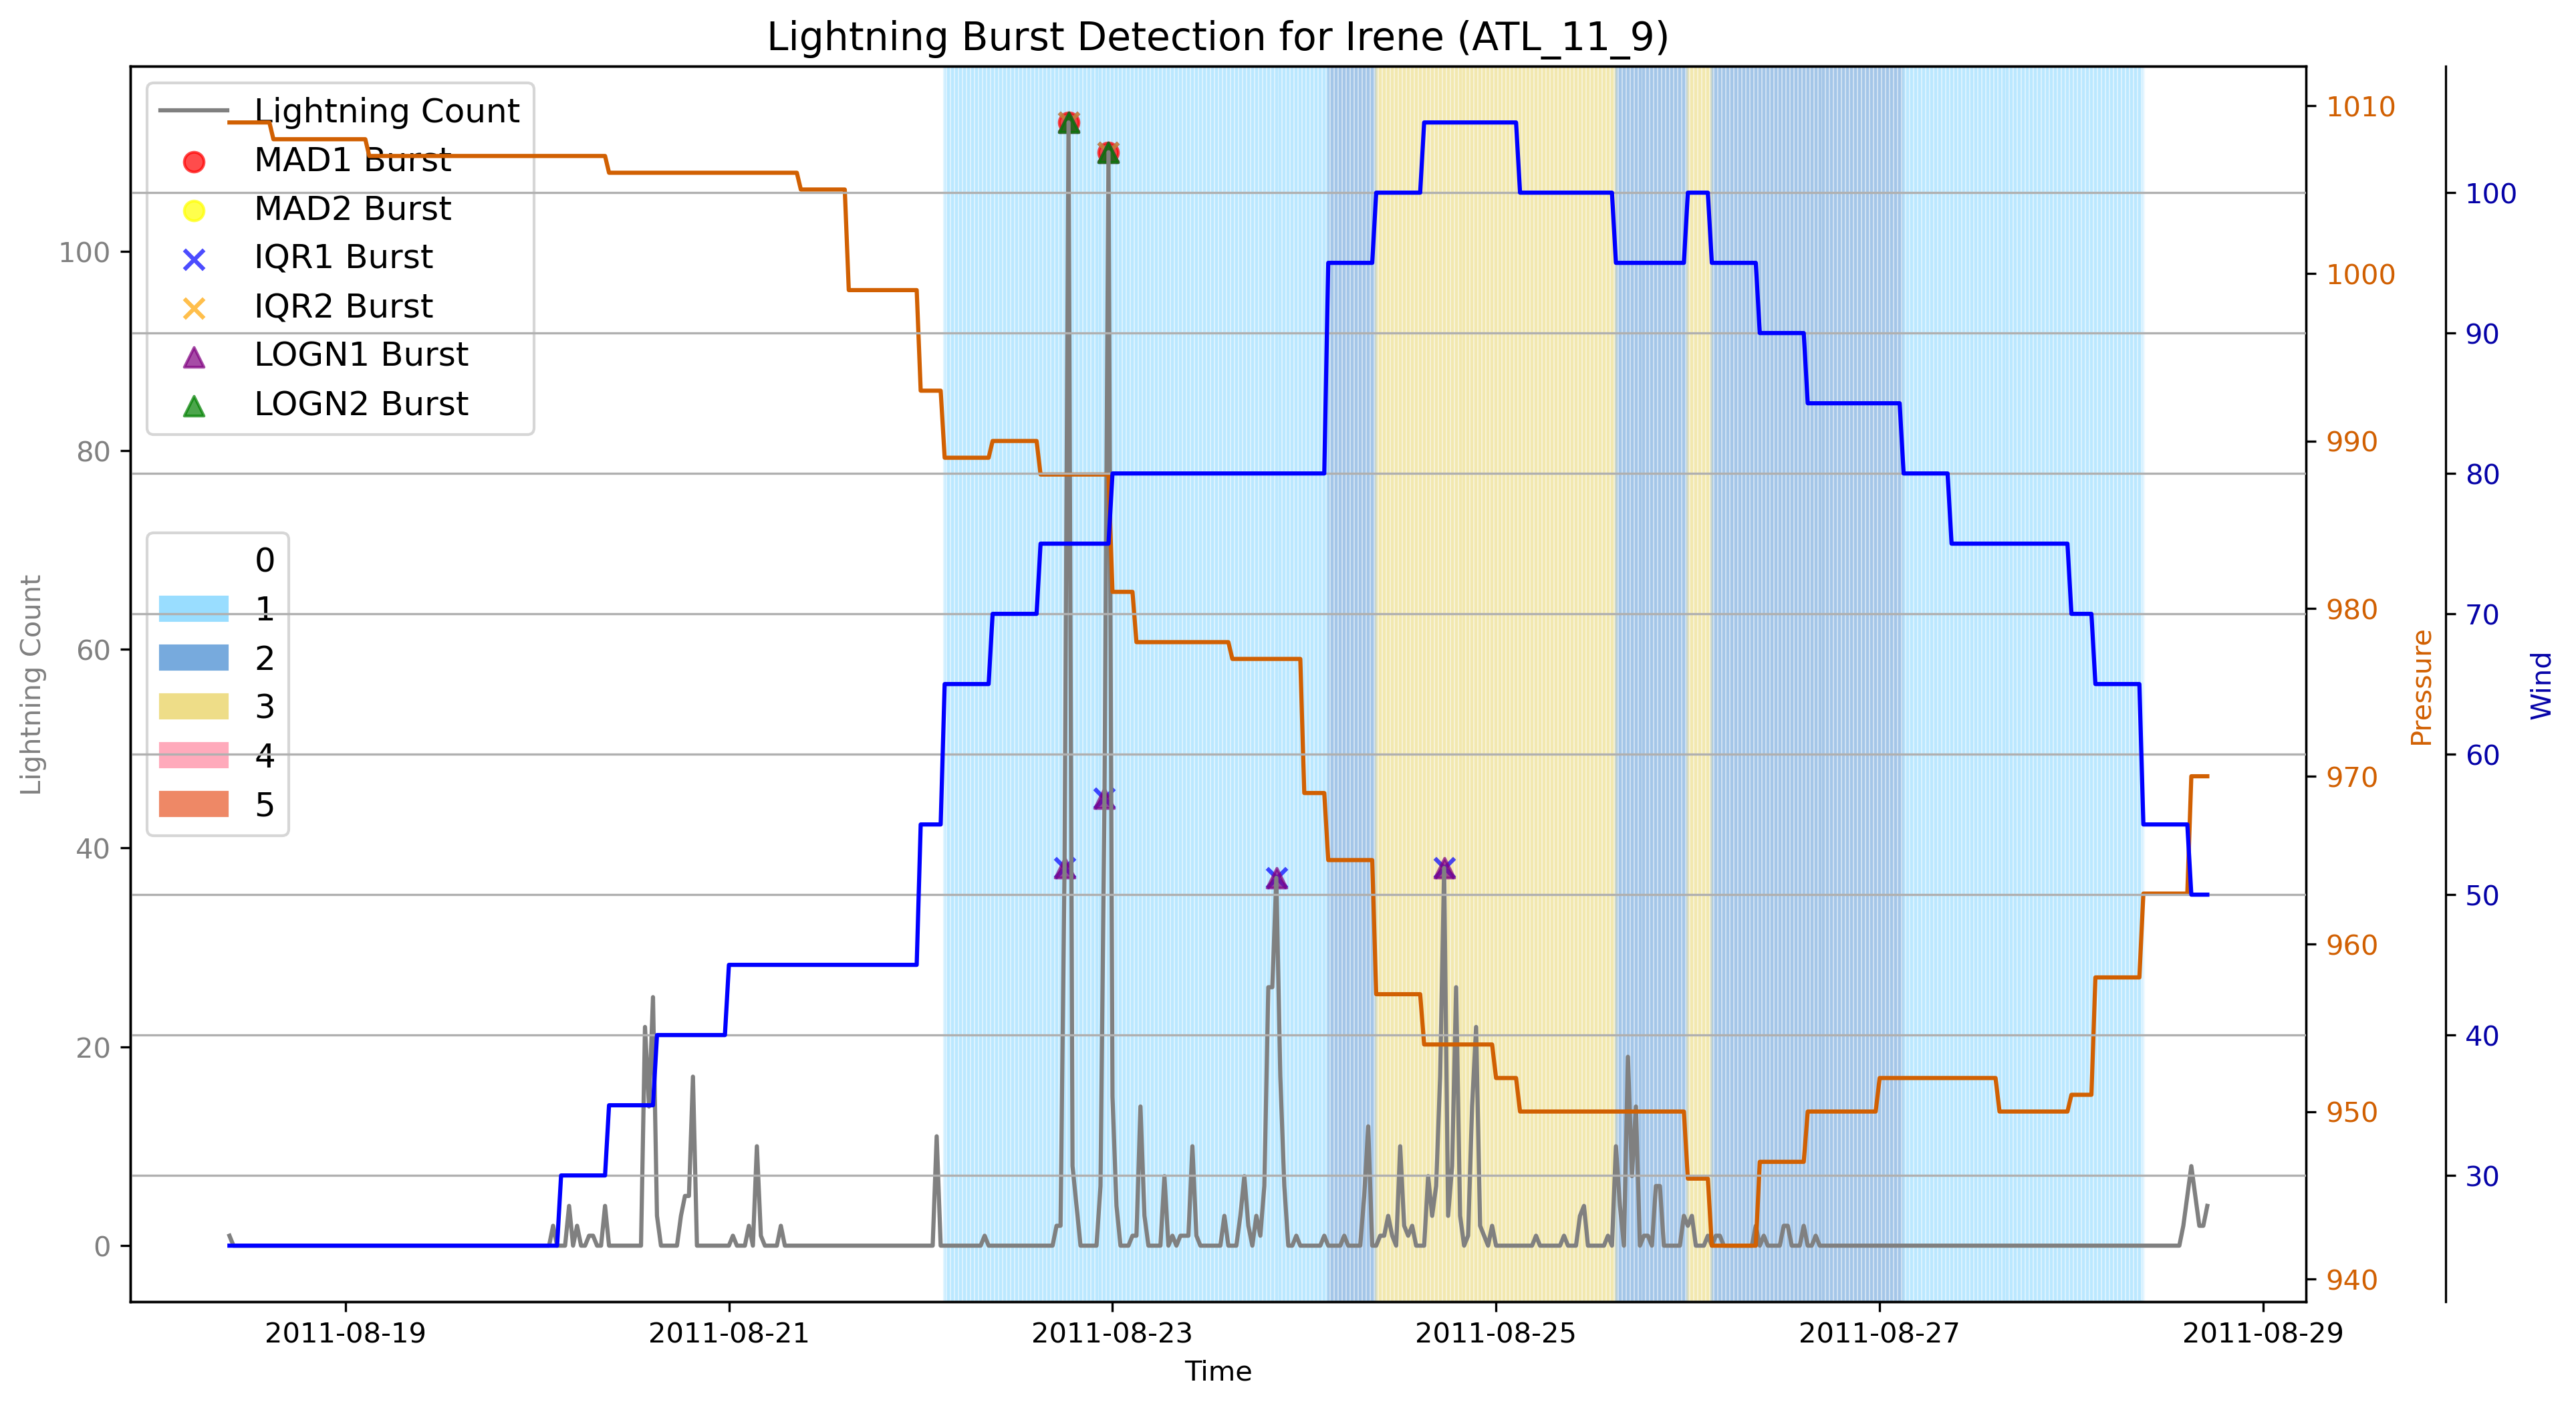 Lightning Burst Detection for Irene (ATL_11_9)
Lightning Count
MAD1 Burst
MAD2 Burst
IQR1 Burst
IQR2 Burst
LOGN1 Burst
LOGN2 Burst
0
1
2
3
4
5
Lightning Count
100
80
60
40
20
0
1010
1000
990
980
970
960
950
940
Pressure
100
90
80
70
60
50
40
30
Wind
2011-08-19
2011-08-21
2011-08-23
2011-08-25
2011-08-27
2011-08-29
Time